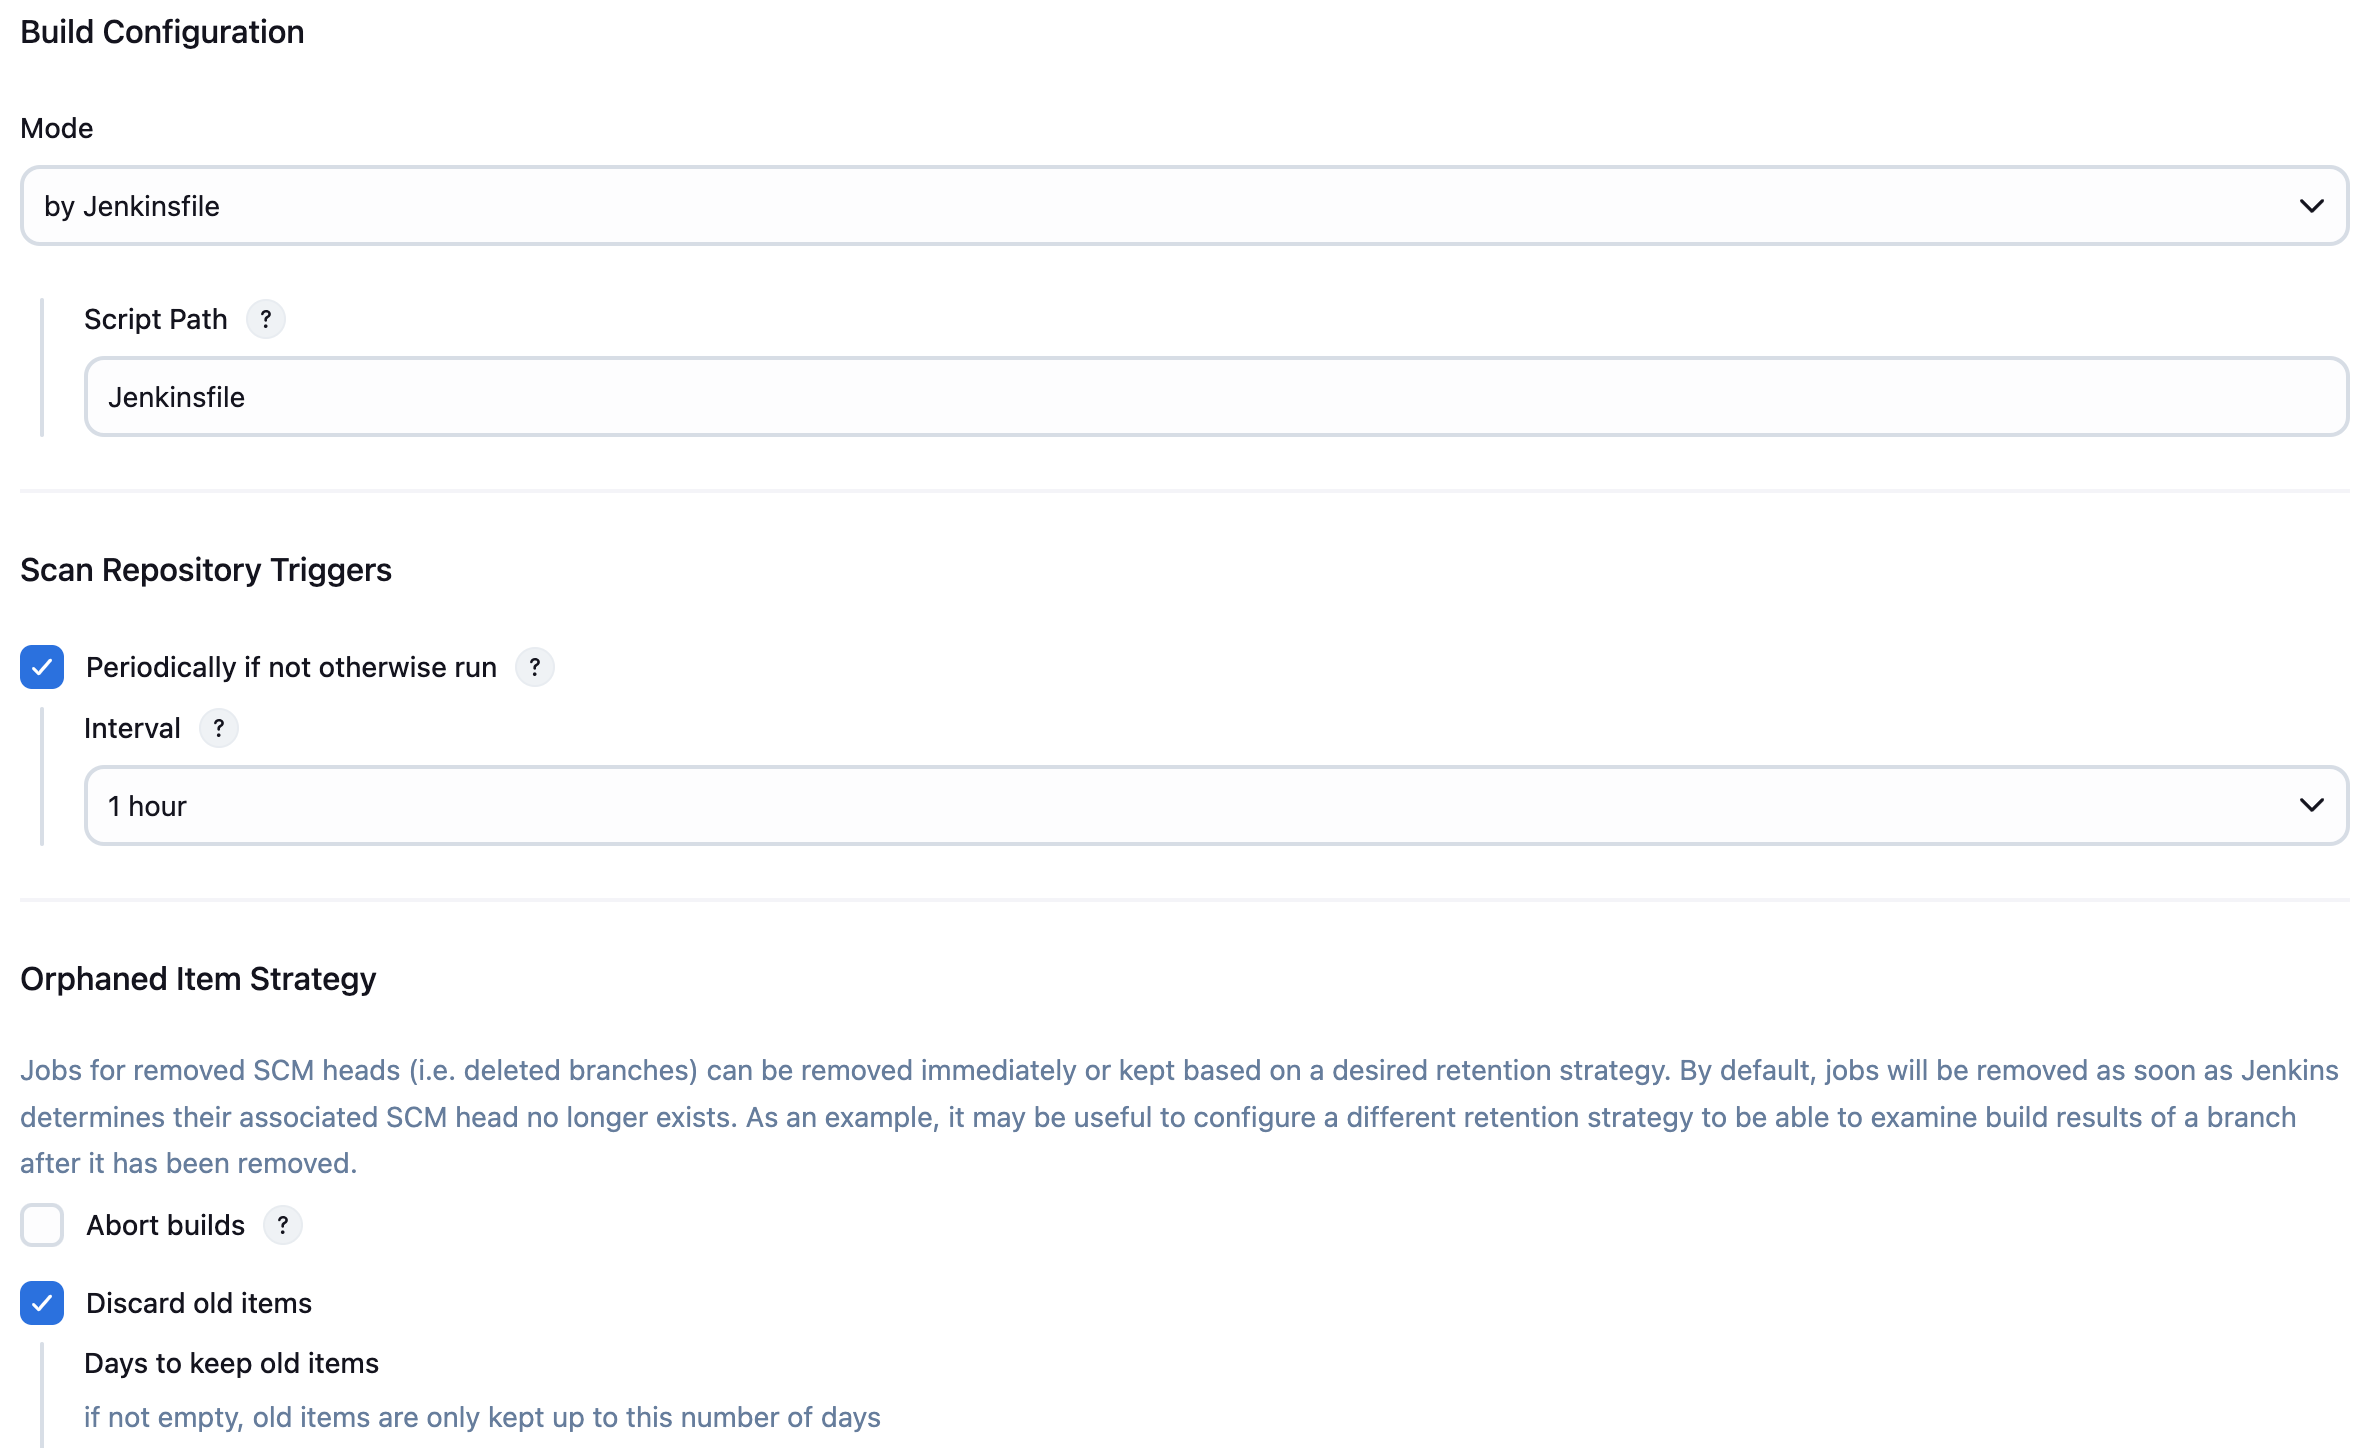 Build Configuration
Mode
by Jenkinsfile
Script Path ?
Jenkinsfile
Scan Repository Triggers
Periodically if not otherwise run ?
Interval ?
1 hour
Orphaned Item Strategy
Jobs for removed SCM heads (i.e. deleted branches) can be removed immediately or kept based on a desired retention strategy. By default, jobs will be removed as soon as Jenkins
determines their associated SCM head no longer exists. As an example, it may be useful to configure a different retention strategy to be able to examine build results of a branch
after it has been removed.
Abort builds ?
Discard old items
Days to keep old items
if not empty, old items are only kept up to this number of days